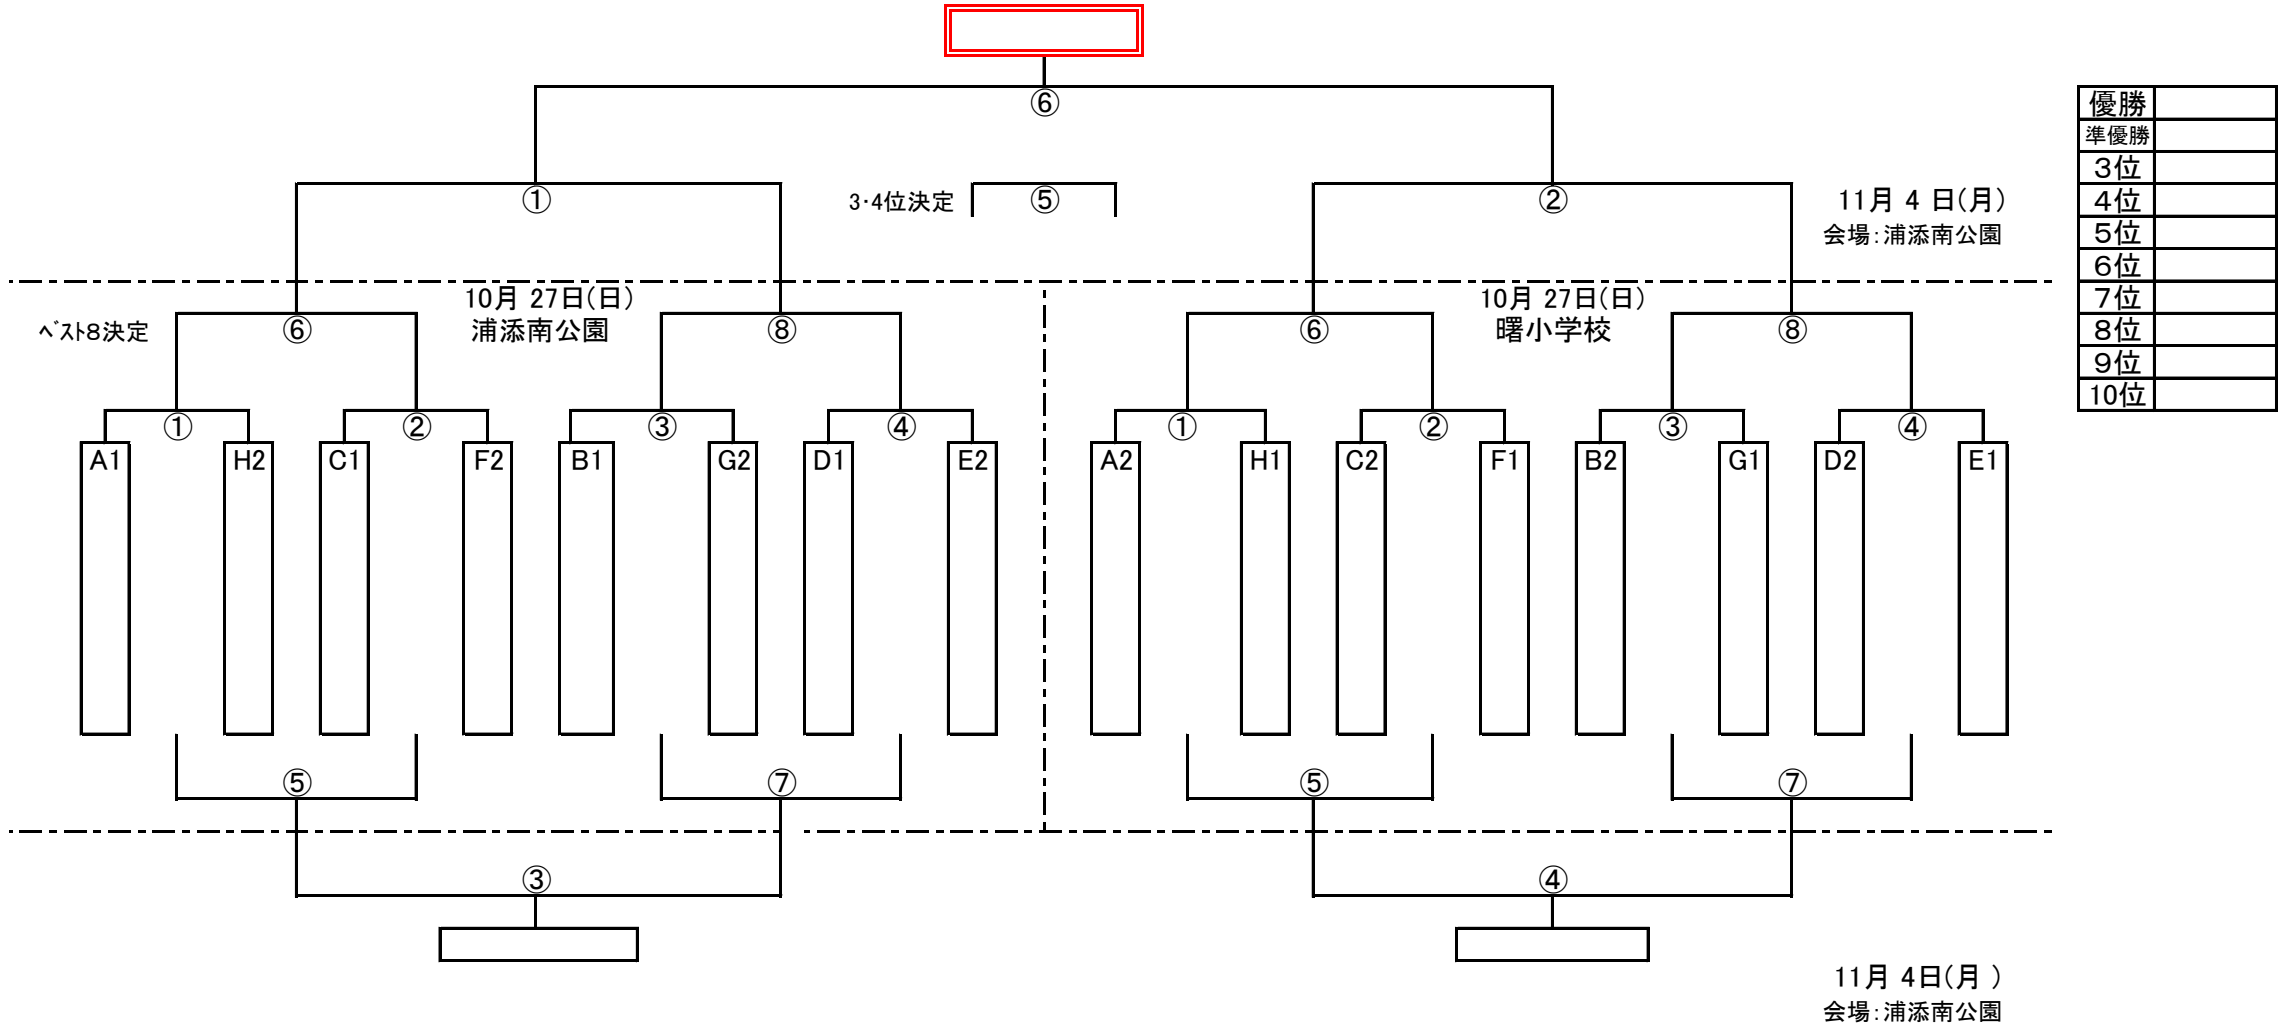 ⑥
優勝
準優勝
3位
4位
5位
6位
7位
8位
9位
10位
①
3・4位決定
⑤
②
11月 4 日(月)
会場:浦添南公園
ベスト8決定
⑥
10月 27日(日)
浦添南公園
⑧
⑥
10月 27日(日)
曙小学校
⑧
① ② ③ ④ ① ② ③ ④
A1 H2 C1 F2 B1 G2 D1 E2 A2 H1 C2 F1 B2 G1 D2 E1
⑤ ⑦ ⑤ ⑦
③ ④
11月 4日(月 )
会場:浦添南公園